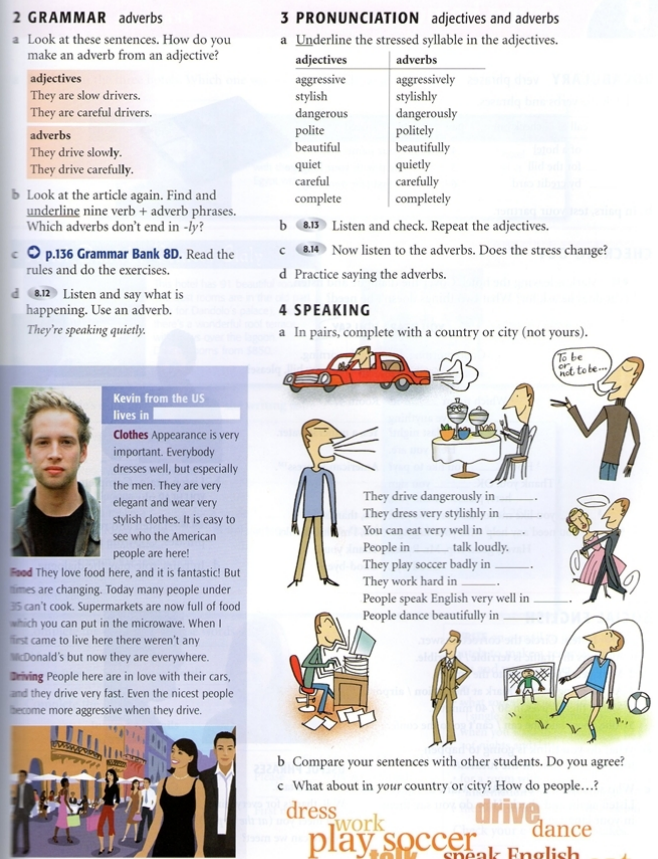 2 GRAMMAR adverbs
a Look at these sentences. How do you
make an adverb from an adjective?
adjectives
They are slow drivers.
They are careful drivers.
adverbs
They drive slowly.
They drive carefully.
b Look at the article again. Find and
underline nine verb + adverb phrases.
Which adverbs don't end in -ly?
c p.136 Grammar Bank 8D. Read the
rules and do the exercises.
d 8.12 Listen and say what is
happening. Use an adverb.
They're speaking quietly.
Kevin from the US
lives in
Clothes Appearance is very
important. Everybody
dresses well, but especially
the men. They are very
elegant and wear very
stylish clothes. It is easy to
see who the American
people are here!
Food They love food here, and it is fantastic! But
times are changing. Today many people under
35 can't cook. Supermarkets are now full of food
which you can put in the microwave. When I
first came to live here there weren't any
McDonald's but now they are everywhere.
Driving People here are in love with their cars,
and they drive very fast. Even the nicest people
become more aggressive when they drive.
3 PRONUNCIATION adjectives and adverbs
a Underline the stressed syllable in the adjectives.
adjectives adverbs
aggressive aggressively
stylish stylishly
dangerous dangerously
polite politely
beautiful beautifully
quiet quietly
careful carefully
complete completely
b 8.13 Listen and check. Repeat the adjectives.
c 8.14 Now listen to the adverbs. Does the stress change?
d Practice saying the adverbs.
4 SPEAKING
a In pairs, complete with a country or city (not yours).
To be
or
not to be...
They drive dangerously in ______.
They dress very stylishly in ______.
You can eat very well in ______.
People in ______ talk loudly.
They play soccer badly in ______.
They work hard in ______.
People speak English very well in ______.
People dance beautifully in ______.
b Compare your sentences with other students. Do you agree?
c What about in your country or city? How do people...?
dress
work
drive
dance
play soccer
talk
speak English